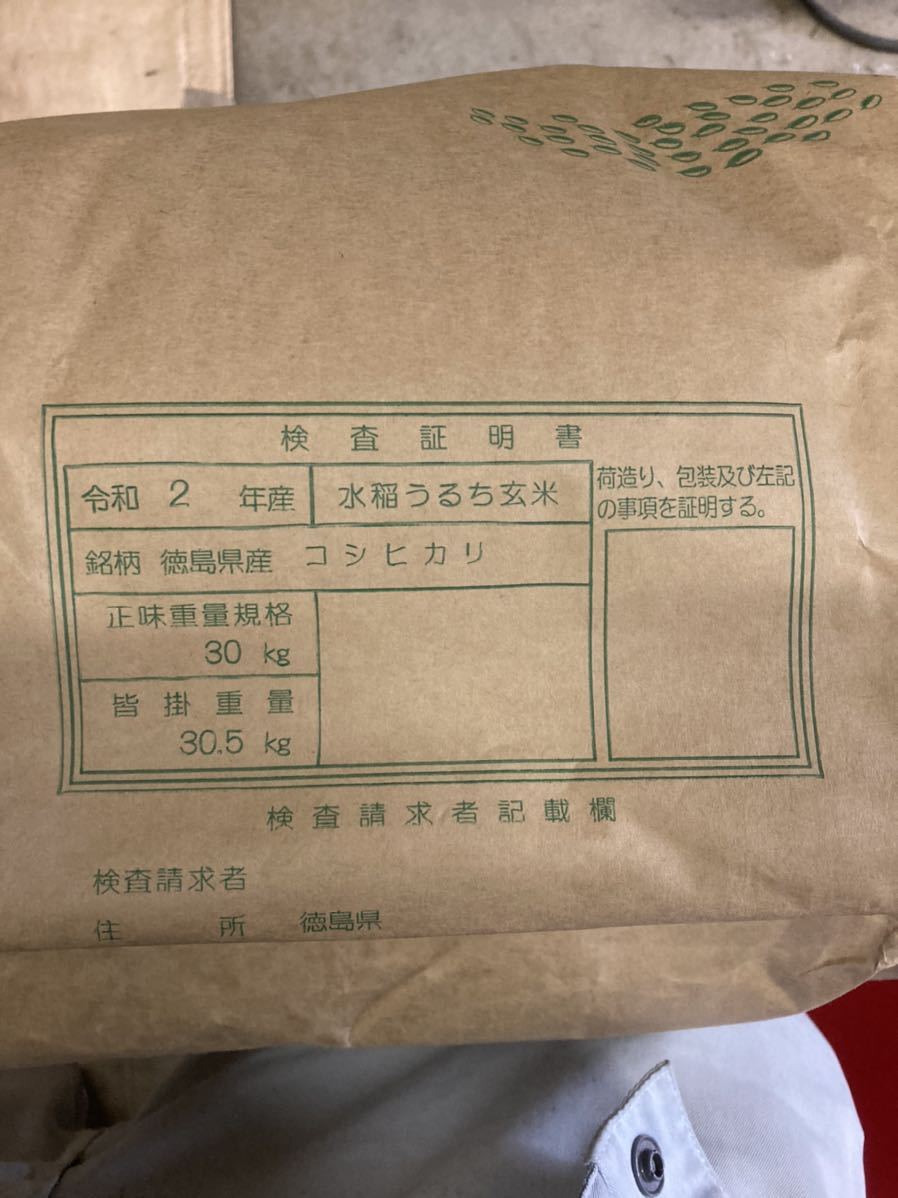 検査証明書
令和 2 年産 水稲うるち玄米
荷造り、包装及び左記
の事項を証明する。
銘柄 徳島県産 コシヒカリ
正味重量規格
30 kg
皆掛重量
30.5 kg
検査請求者記載欄
検査請求者
住所 徳島県